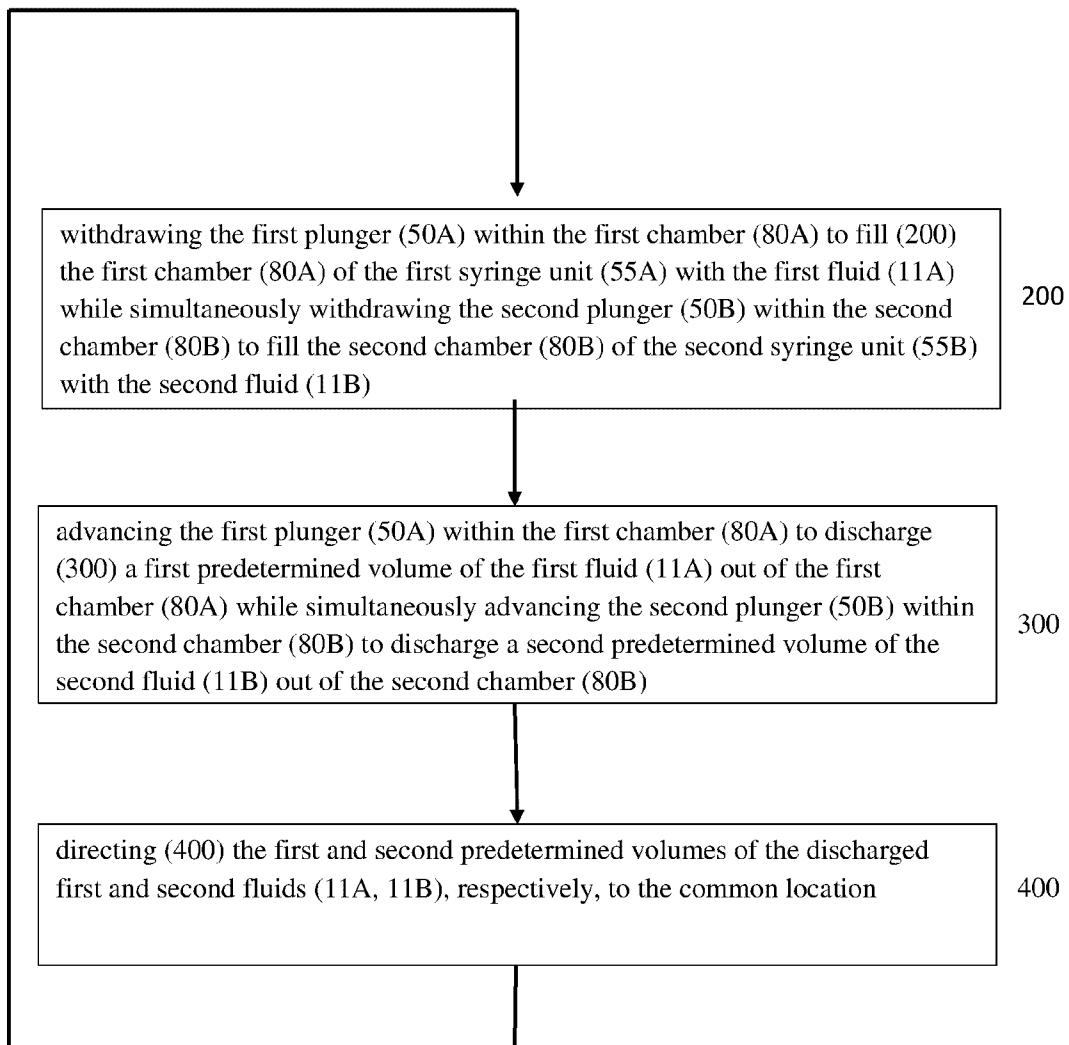 withdrawing the first plunger (50A) within the first chamber (80A) to fill (200)
the first chamber (80A) of the first syringe unit (55A) with the first fluid (11A)
while simultaneously withdrawing the second plunger (50B) within the second
chamber (80B) to fill the second chamber (80B) of the second syringe unit (55B)
with the second fluid (11B)
200
advancing the first plunger (50A) within the first chamber (80A) to discharge
(300) a first predetermined volume of the first fluid (11A) out of the first
chamber (80A) while simultaneously advancing the second plunger (50B) within
the second chamber (80B) to discharge a second predetermined volume of the
second fluid (11B) out of the second chamber (80B)
300
directing (400) the first and second predetermined volumes of the discharged
first and second fluids (11A, 11B), respectively, to the common location
400